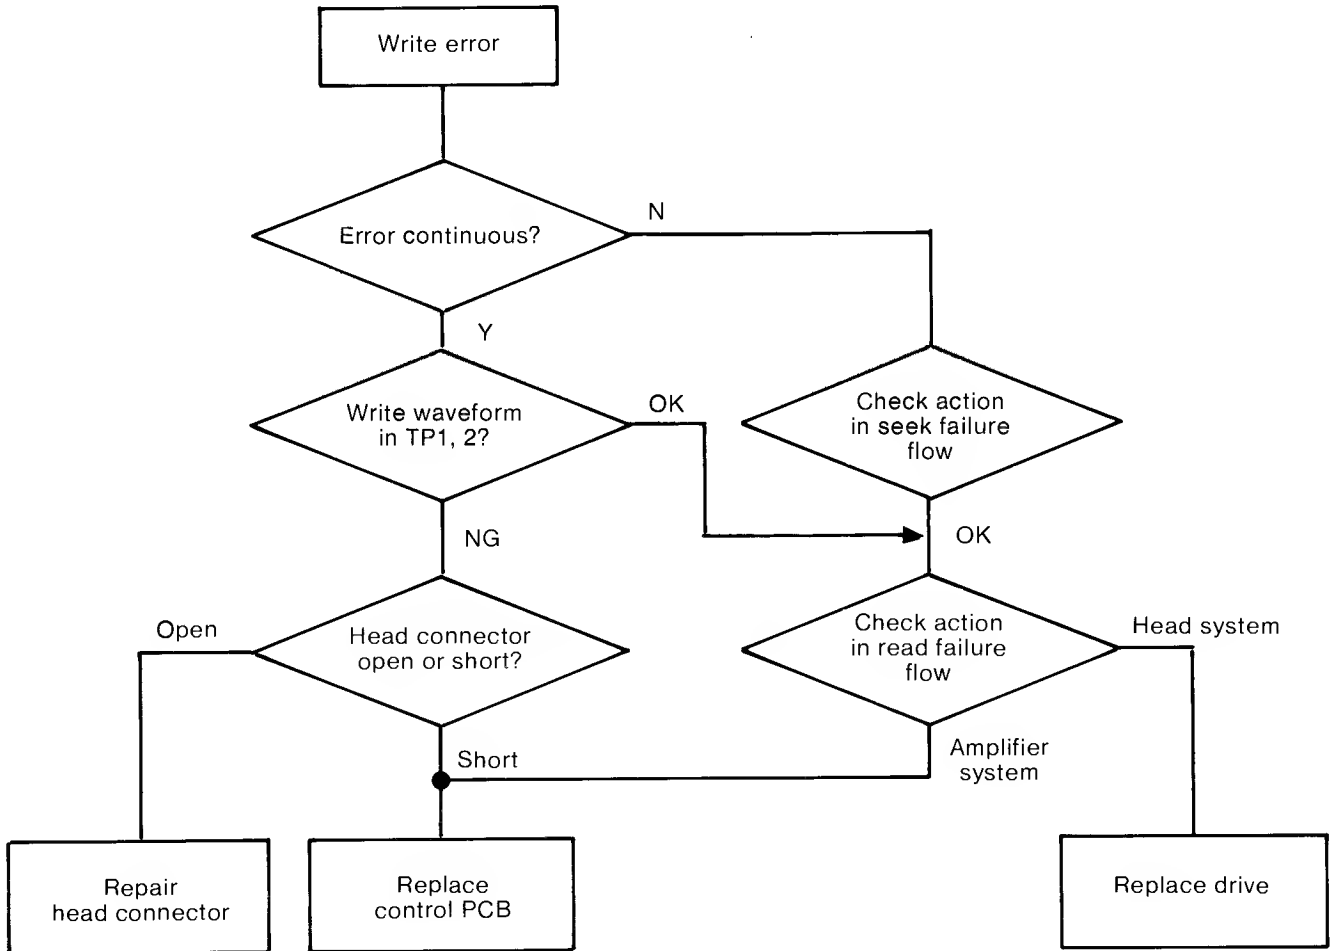 Write error
Error continuous?
N
Y
Write waveform
in TP1, 2?
OK
Check action
in seek failure
flow
NG
OK
Open
Head connector
open or short?
Check action
in read failure
flow
Head system
Short
Amplifier
system
Repair
head connector
Replace
control PCB
Replace drive